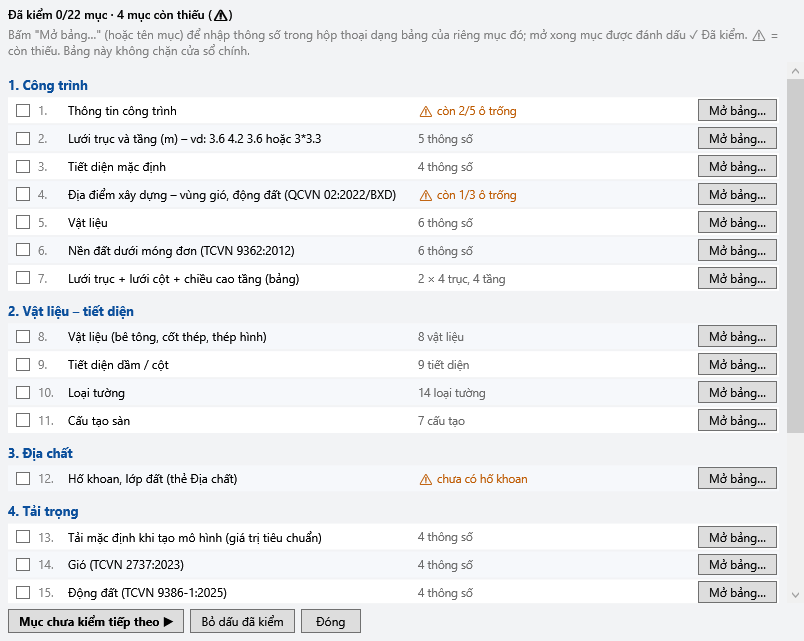 Đã kiểm 0/22 mục · 4 mục còn thiếu (⚠)
Bấm "Mở bảng..." (hoặc tên mục) để nhập thông số trong hộp thoại dạng bảng của riêng mục đó; mở xong mục được đánh dấu ✓ Đã kiểm. ⚠ =
còn thiếu. Bảng này không chặn cửa sổ chính.
1. Công trình
1. Thông tin công trình ⚠ còn 2/5 ô trống Mở bảng...
2. Lưới trục và tầng (m) – vd: 3.6 4.2 3.6 hoặc 3*3.3 5 thông số Mở bảng...
3. Tiết diện mặc định 4 thông số Mở bảng...
4. Địa điểm xây dựng – vùng gió, động đất (QCVN 02:2022/BXD) ⚠ còn 1/3 ô trống Mở bảng...
5. Vật liệu 6 thông số Mở bảng...
6. Nền đất dưới móng đơn (TCVN 9362:2012) 6 thông số Mở bảng...
7. Lưới trục + lưới cột + chiều cao tầng (bảng) 2 × 4 trục, 4 tầng Mở bảng...
2. Vật liệu – tiết diện
8. Vật liệu (bê tông, cốt thép, thép hình) 8 vật liệu Mở bảng...
9. Tiết diện dầm / cột 9 tiết diện Mở bảng...
10. Loại tường 14 loại tường Mở bảng...
11. Cấu tạo sàn 7 cấu tạo Mở bảng...
3. Địa chất
12. Hố khoan, lớp đất (thẻ Địa chất) ⚠ chưa có hố khoan Mở bảng...
4. Tải trọng
13. Tải mặc định khi tạo mô hình (giá trị tiêu chuẩn) 4 thông số Mở bảng...
14. Gió (TCVN 2737:2023) 4 thông số Mở bảng...
15. Động đất (TCVN 9386-1:2025) 4 thông số Mở bảng...
Mục chưa kiểm tiếp theo ▶ Bỏ dấu đã kiểm Đóng